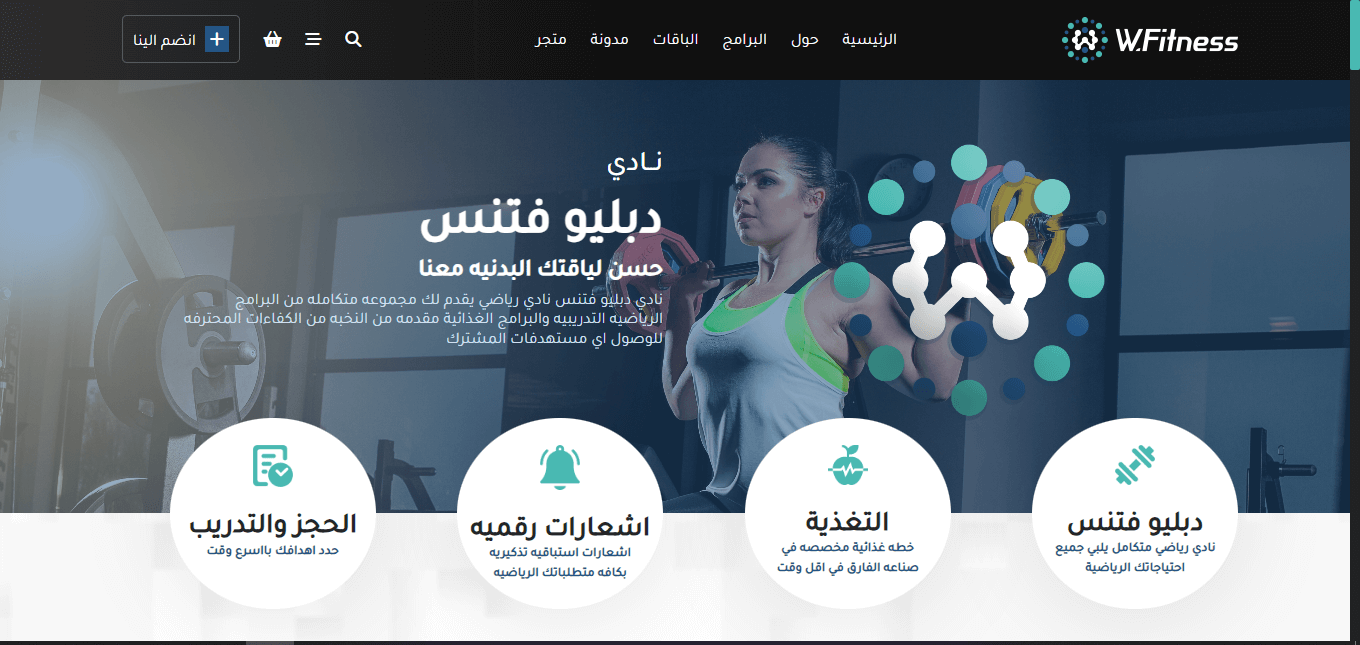 W.Fitness
الرئيسية
حول
البرامج
الباقات
مدونة
متجر
انضم الينا
نــادي
دبليو فتنس
حسن لياقتك البدنيه معنا
نادي دبليو فتنس نادي رياضي يقدم لك مجموعه متكامله من البرامج
الرياضيه التدريبيه والبرامج الغذائية مقدمه من النخبه من الكفاءات المحترفه
للوصول اي مستهدفات المشترك
دبليو فتنس
نادي رياضي متكامل يلبي جميع
احتياجاتك الرياضية
التغذية
خطه غذائية مخصصه في
صناعه الفارق في اقل وقت
اشعارات رقميه
اشعارات استباقيه تذكيريه
بكافه متطلباتك الرياضيه
الحجز والتدريب
حدد اهدافك بااسرع وقت